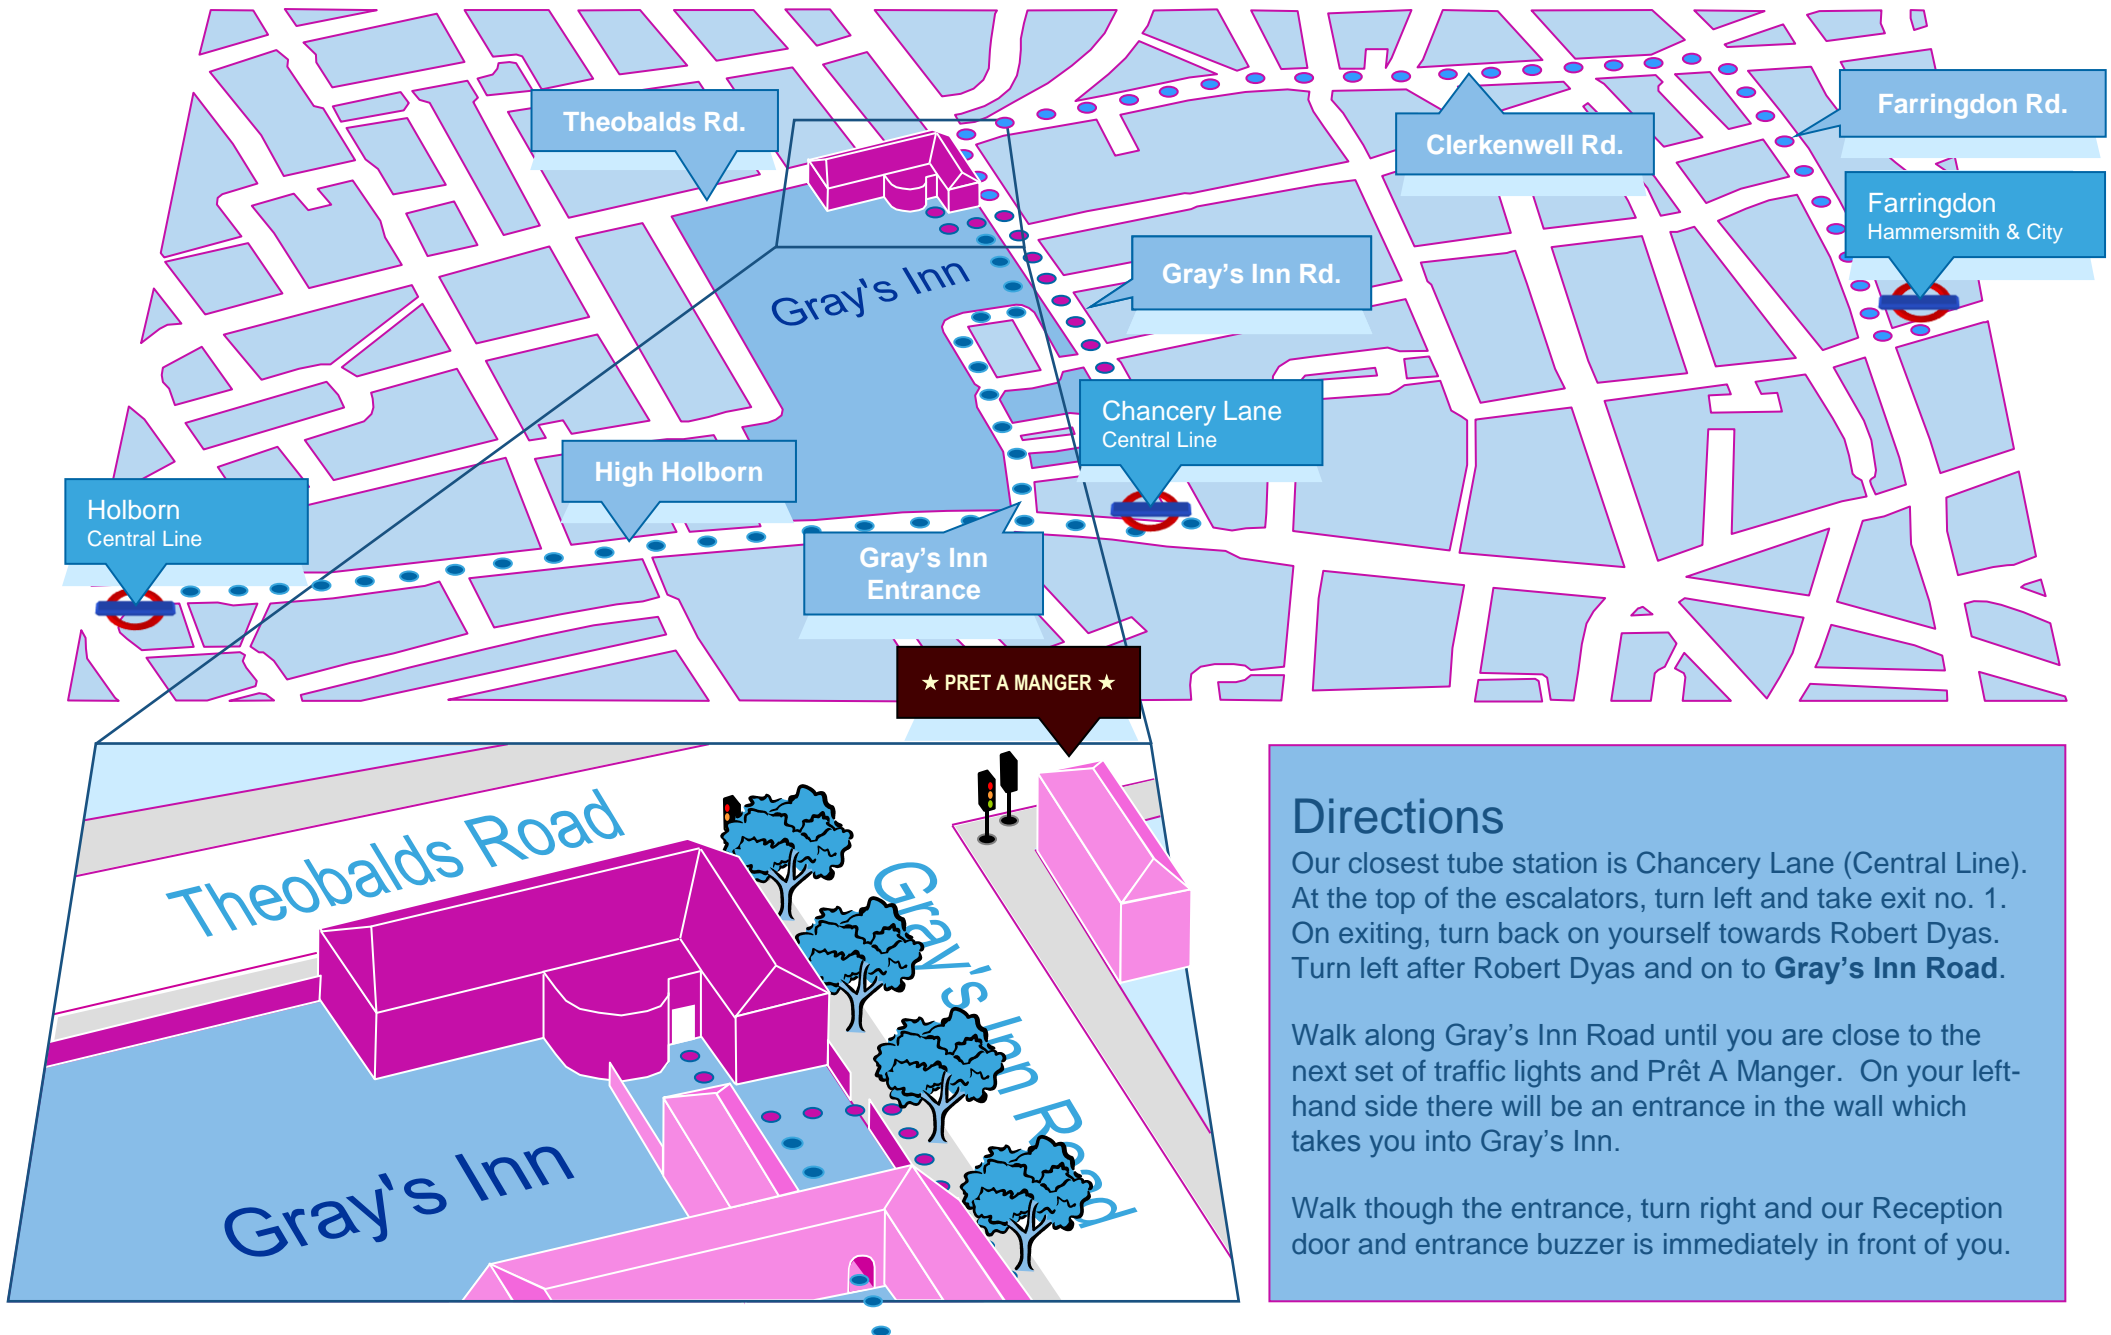 Theobalds Rd.
Clerkenwell Rd.
Farringdon Rd.
Farringdon
Hammersmith & City
Gray's Inn
Gray’s Inn Rd.
Chancery Lane
Central Line
High Holborn
Holborn
Central Line
Gray’s Inn
Entrance
★ PRET A MANGER ★
Theobalds Road
Gray's Inn Road
Gray's Inn
Directions
Our closest tube station is Chancery Lane (Central Line).
At the top of the escalators, turn left and take exit no. 1.
On exiting, turn back on yourself towards Robert Dyas.
Turn left after Robert Dyas and on to Gray’s Inn Road.
Walk along Gray’s Inn Road until you are close to the
next set of traffic lights and Prêt A Manger.  On your left-
hand side there will be an entrance in the wall which
takes you into Gray’s Inn.
Walk though the entrance, turn right and our Reception
door and entrance buzzer is immediately in front of you.